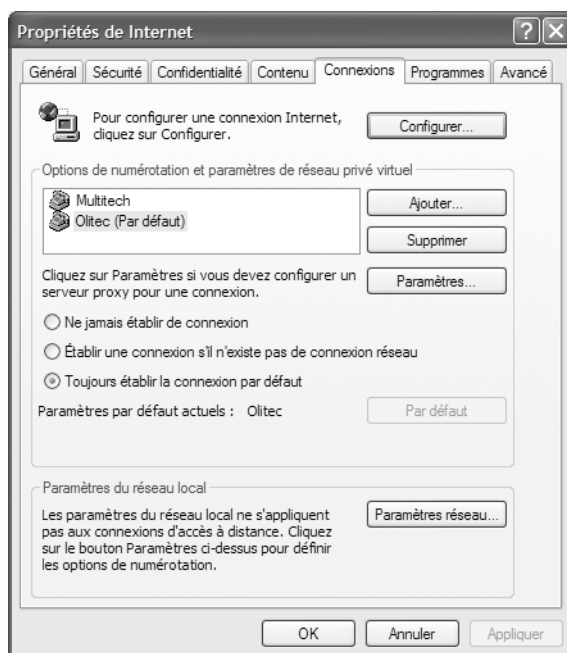 Propriétés de Internet
Général Sécurité Confidentialité Contenu Connexions Programmes Avancé
Pour configurer une connexion Internet,
cliquez sur Configurer.
Configurer...
Options de numérotation et paramètres de réseau privé virtuel
Multitech
Olitec (Par défaut)
Ajouter...
Supprimer
Cliquez sur Paramètres si vous devez configurer un
serveur proxy pour une connexion.
Paramètres...
Ne jamais établir de connexion
Établir une connexion s'il n'existe pas de connexion réseau
Toujours établir la connexion par défaut
Paramètres par défaut actuels : Olitec
Par défaut
Paramètres du réseau local
Les paramètres du réseau local ne s'appliquent
pas aux connexions d'accès à distance. Cliquez
sur le bouton Paramètres ci-dessus pour définir
les options de numérotation.
Paramètres réseau...
OK Annuler Appliquer